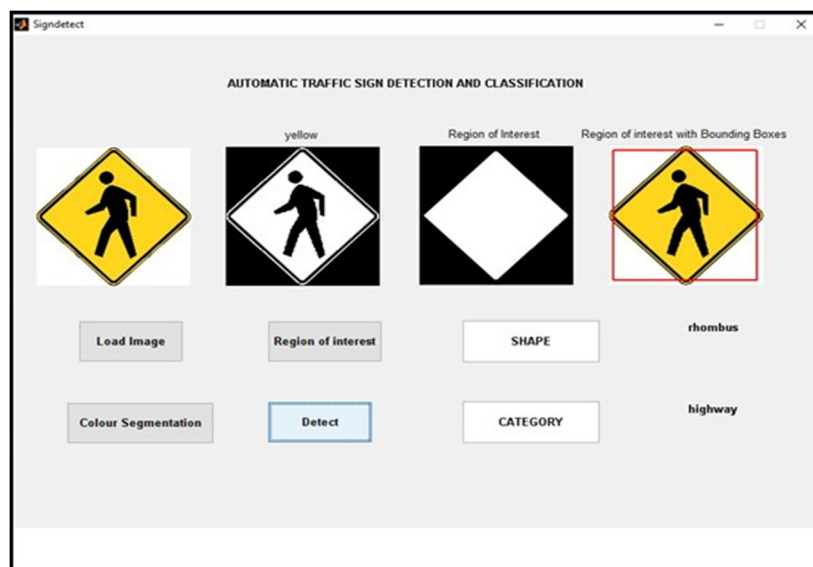 Signdetect
AUTOMATIC TRAFFIC SIGN DETECTION AND CLASSIFICATION
yellow
Region of Interest
Region of interest with Bounding Boxes
Load Image
Region of interest
SHAPE
rhombus
Colour Segmentation
Detect
CATEGORY
highway